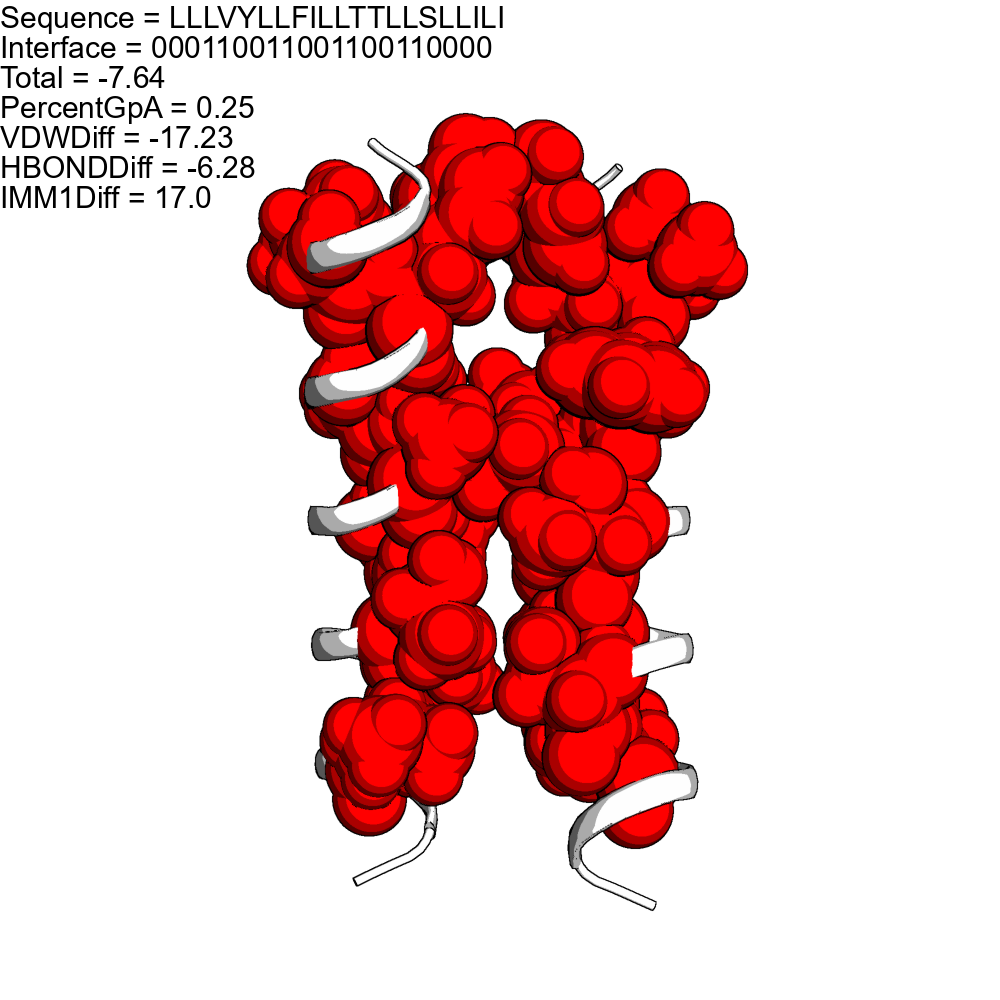 Sequence = LLLVYLLFILLTTLLSLLILI
Interface = 000110011001100110000
Total = -7.64
PercentGpA = 0.25
VDWDiff = -17.23
HBONDDiff = -6.28
IMM1Diff = 17.0